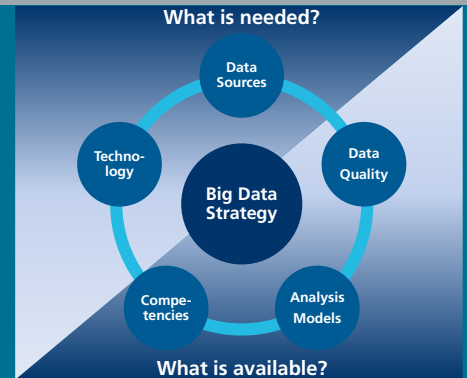 What is needed?
Data
Sources
Techno-
logy
Data
Quality
Big Data
Strategy
Compe-
tencies
Analysis
Models
What is available?